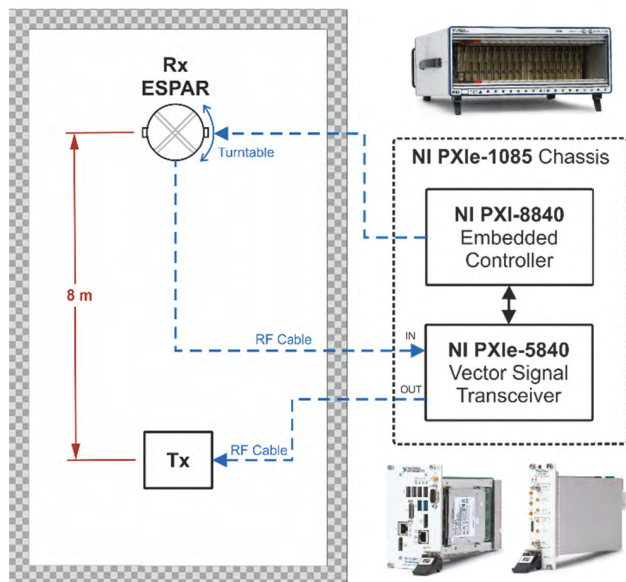 Rx
ESPAR
Turntable
8 m
RF Cable
Tx
RF Cable
NI PXIe-1085 Chassis
NI PXI-8840
Embedded
Controller
IN
NI PXIe-5840
Vector Signal
Transceiver
OUT